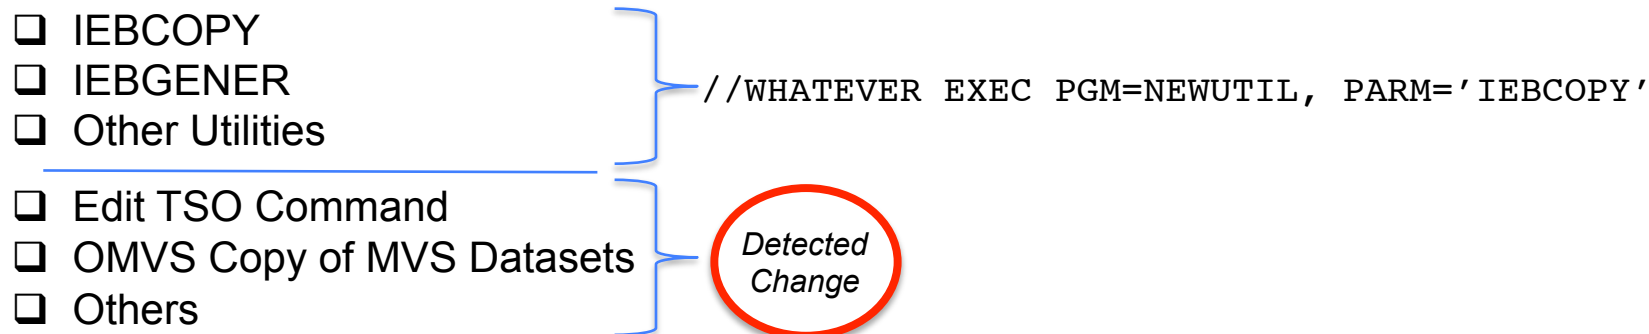 IEBCOPY
IEBGENER
Other Utilities
//WHATEVER EXEC PGM=NEWUTIL, PARM=’IEBCOPY’
Edit TSO Command
OMVS Copy of MVS Datasets
Others
Detected
Change